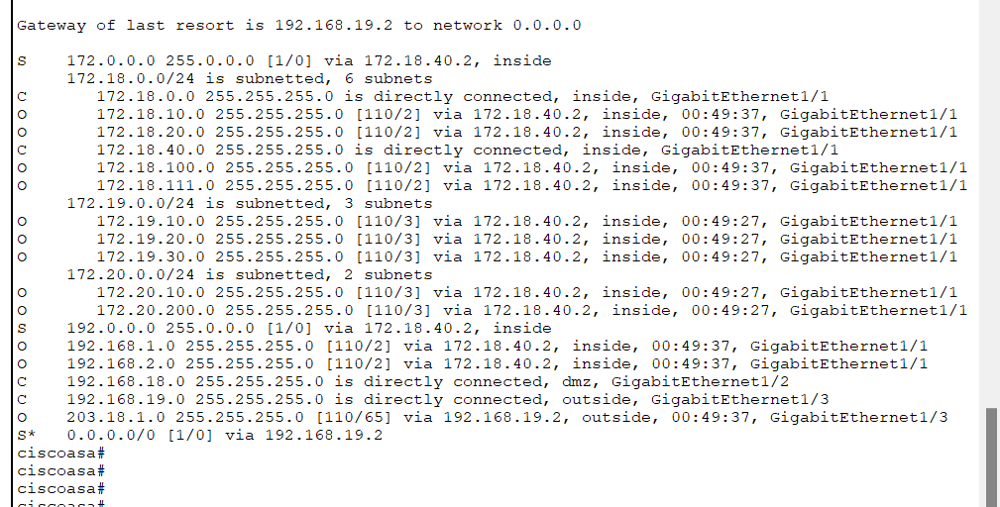 Gateway of last resort is 192.168.19.2 to network 0.0.0.0
S    172.0.0.0 255.0.0.0 [1/0] via 172.18.40.2, inside
     172.18.0.0/24 is subnetted, 6 subnets
C       172.18.0.0 255.255.255.0 is directly connected, inside, GigabitEthernet1/1
O       172.18.10.0 255.255.255.0 [110/2] via 172.18.40.2, inside, 00:49:37, GigabitEthernet1/1
O       172.18.20.0 255.255.255.0 [110/2] via 172.18.40.2, inside, 00:49:37, GigabitEthernet1/1
C       172.18.40.0 255.255.255.0 is directly connected, inside, GigabitEthernet1/1
O       172.18.100.0 255.255.255.0 [110/2] via 172.18.40.2, inside, 00:49:37, GigabitEthernet1/1
O       172.18.111.0 255.255.255.0 [110/2] via 172.18.40.2, inside, 00:49:37, GigabitEthernet1/1
     172.19.0.0/24 is subnetted, 3 subnets
O       172.19.10.0 255.255.255.0 [110/3] via 172.18.40.2, inside, 00:49:27, GigabitEthernet1/1
O       172.19.20.0 255.255.255.0 [110/3] via 172.18.40.2, inside, 00:49:27, GigabitEthernet1/1
O       172.19.30.0 255.255.255.0 [110/3] via 172.18.40.2, inside, 00:49:27, GigabitEthernet1/1
     172.20.0.0/24 is subnetted, 2 subnets
O       172.20.10.0 255.255.255.0 [110/3] via 172.18.40.2, inside, 00:49:27, GigabitEthernet1/1
O       172.20.200.0 255.255.255.0 [110/3] via 172.18.40.2, inside, 00:49:27, GigabitEthernet1/1
S    192.0.0.0 255.0.0.0 [1/0] via 172.18.40.2, inside
O    192.168.1.0 255.255.255.0 [110/2] via 172.18.40.2, inside, 00:49:37, GigabitEthernet1/1
O    192.168.2.0 255.255.255.0 [110/2] via 172.18.40.2, inside, 00:49:37, GigabitEthernet1/1
C    192.168.18.0 255.255.255.0 is directly connected, dmz, GigabitEthernet1/2
C    192.168.19.0 255.255.255.0 is directly connected, outside, GigabitEthernet1/3
O    203.18.1.0 255.255.255.0 [110/65] via 192.168.19.2, outside, 00:49:37, GigabitEthernet1/3
S*   0.0.0.0/0 [1/0] via 192.168.19.2
ciscoasa#
ciscoasa#
ciscoasa#
ciscoasa#